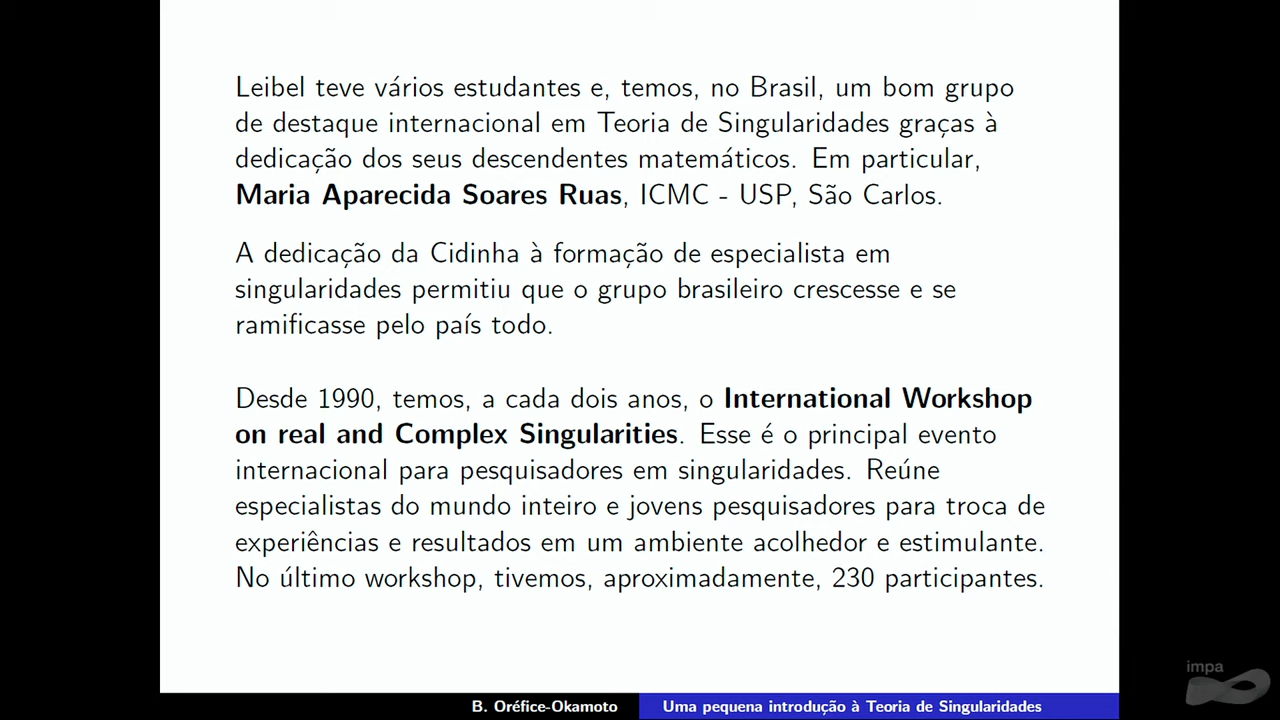 Leibel teve vários estudantes e, temos, no Brasil, um bom grupo
de destaque internacional em Teoria de Singularidades graças à
dedicação dos seus descendentes matemáticos. Em particular,
Maria Aparecida Soares Ruas, ICMC - USP, São Carlos.
A dedicação da Cidinha à formação de especialista em
singularidades permitiu que o grupo brasileiro crescesse e se
ramificasse pelo país todo.
Desde 1990, temos, a cada dois anos, o International Workshop
on real and Complex Singularities. Esse é o principal evento
internacional para pesquisadores em singularidades. Reúne
especialistas do mundo inteiro e jovens pesquisadores para troca de
experiências e resultados em um ambiente acolhedor e estimulante.
No último workshop, tivemos, aproximadamente, 230 participantes.
impa
B. Oréfice-Okamoto Uma pequena introdução à Teoria de Singularidades